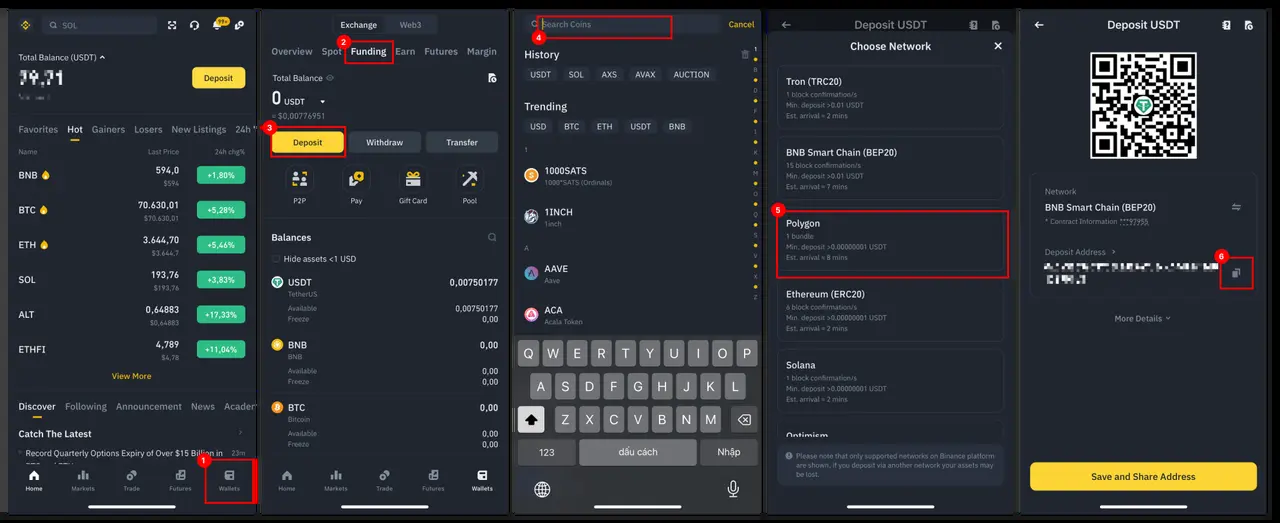 SOL
99+
Total Balance (USDT)
Deposit
Favorites Hot Gainers Losers New Listings 24h
Name Last Price 24h chg%
BNB 594,0 +1,80%
$594
BTC 70.630,01 +5,28%
$70.630,01
ETH 3.644,70 +5,46%
$3.644,7
SOL 193,76 +3,83%
$193,76
ALT 0,64883 +17,33%
$0,64883
ETHFI 4,789 +11,04%
$4,78
View More
Discover Following Announcement News Acader
Catch The Latest
Record Quarterly Options Expiry of Over $15 Billion in 23m
1
Home Markets Trade Futures Wallets
Exchange Web3
2
Overview Spot Funding Earn Futures Margin
Total Balance
0 USDT
≈ $0,00776951
3
Deposit Withdraw Transfer
P2P Pay Gift Card Pool
Balances
Hide assets <1 USD
USDT 0,00750177
TetherUS
Available 0,00750177
Freeze 0,00
BNB 0,00
BNB
Available 0,00
Freeze 0,00
BTC 0,00
Bitcoin
Available 0,00
Freeze 0,00
Home Markets Trade Futures Wallets
Search Coins Cancel
4
History
USDT SOL AXS AVAX AUCTION
Trending
USD BTC ETH USDT BNB
1
1000SATS
1000*SATS (Ordinals)
1INCH
1inch
A
AAVE
Aave
ACA
Acala Token
Q W E R T Y U I O P
A S D F G H J K L
Z X C V B N M
123 dấu cách Nhập
Deposit USDT
Choose Network
Tron (TRC20)
1 block confirmation/s
Min. deposit >0.01 USDT
Est. arrival ≈ 2 mins
BNB Smart Chain (BEP20)
15 block confirmation/s
Min. deposit >0.01 USDT
Est. arrival ≈ 7 mins
5
Polygon
1 bundle
Min. deposit >0.00000001 USDT
Est. arrival ≈ 8 mins
Ethereum (ERC20)
6 block confirmation/s
Min. deposit >0.00000001 USDT
Est. arrival ≈ 2 mins
Solana
1 block confirmation/s
Min. deposit >0.00000001 USDT
Est. arrival ≈ 2 mins
Optimism
Please note that only supported networks on Binance platform
are shown, if you deposit via another network your assets may
be lost.
Deposit USDT
Network
BNB Smart Chain (BEP20)
* Contract Information ***97955
Deposit Address >
6
More Details
Save and Share Address